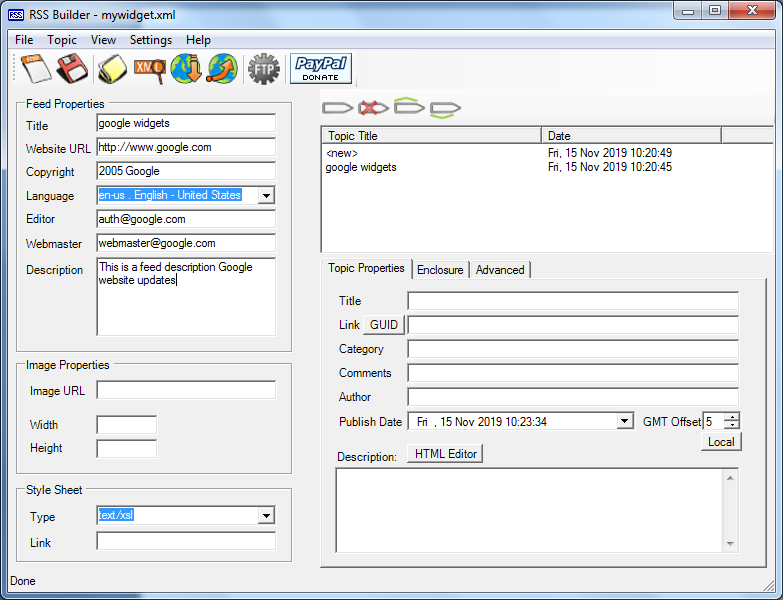 RSS Builder - mywidget.xml
File Topic View Settings Help
XML FTP PayPal DONATE
Feed Properties
Title google widgets
Website URL http://www.google.com
Copyright 2005 Google
Language en-us . English - United States
Editor auth@google.com
Webmaster webmaster@google.com
Description This is a feed description Google
website updates
Image Properties
Image URL
Width
Height
Style Sheet
Type text/xsl
Link
Topic Title Date
<new> Fri, 15 Nov 2019 10:20:49
google widgets Fri, 15 Nov 2019 10:20:45
Topic Properties Enclosure Advanced
Title
Link GUID
Category
Comments
Author
Publish Date Fri , 15 Nov 2019 10:23:34 GMT Offset 5
Local
Description: HTML Editor
Done